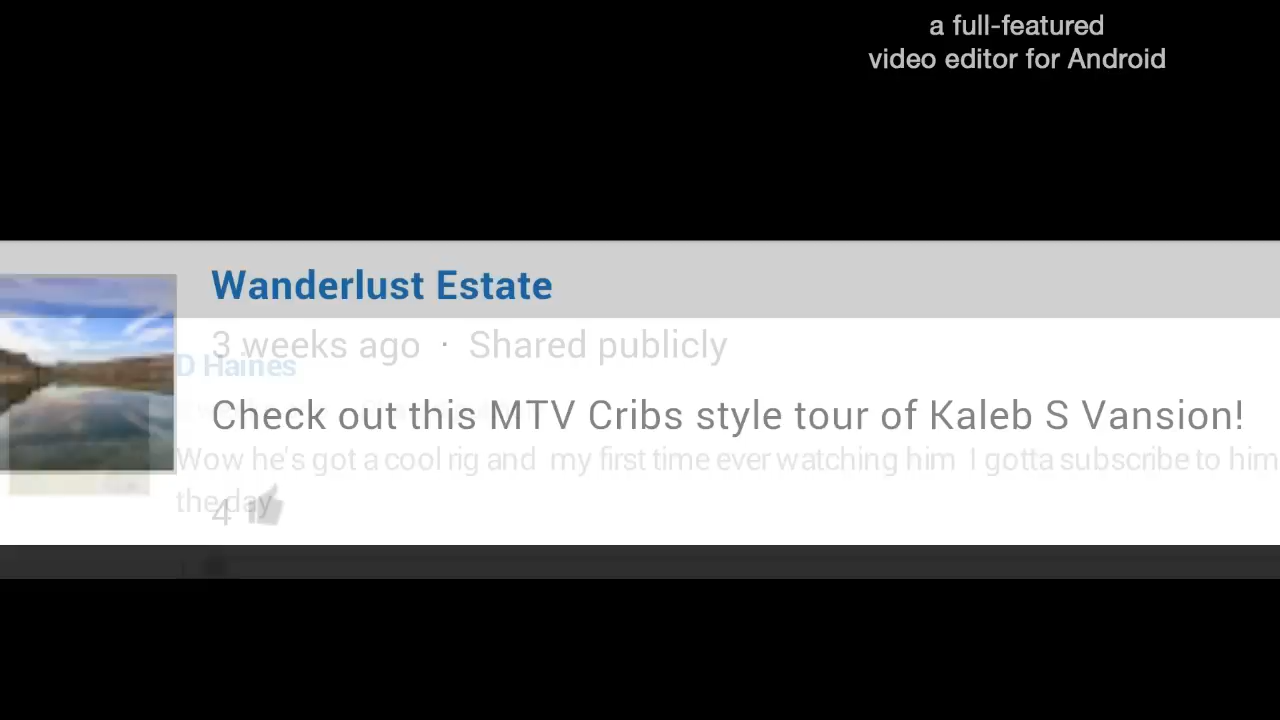 a full-featured
video editor for Android
Wanderlust Estate
3 weeks ago · Shared publicly
D Haines
Check out this MTV Cribs style tour of Kaleb S Vansion!
Wow he's got a cool rig and my first time ever watching him I gotta subscribe to him
the day
4